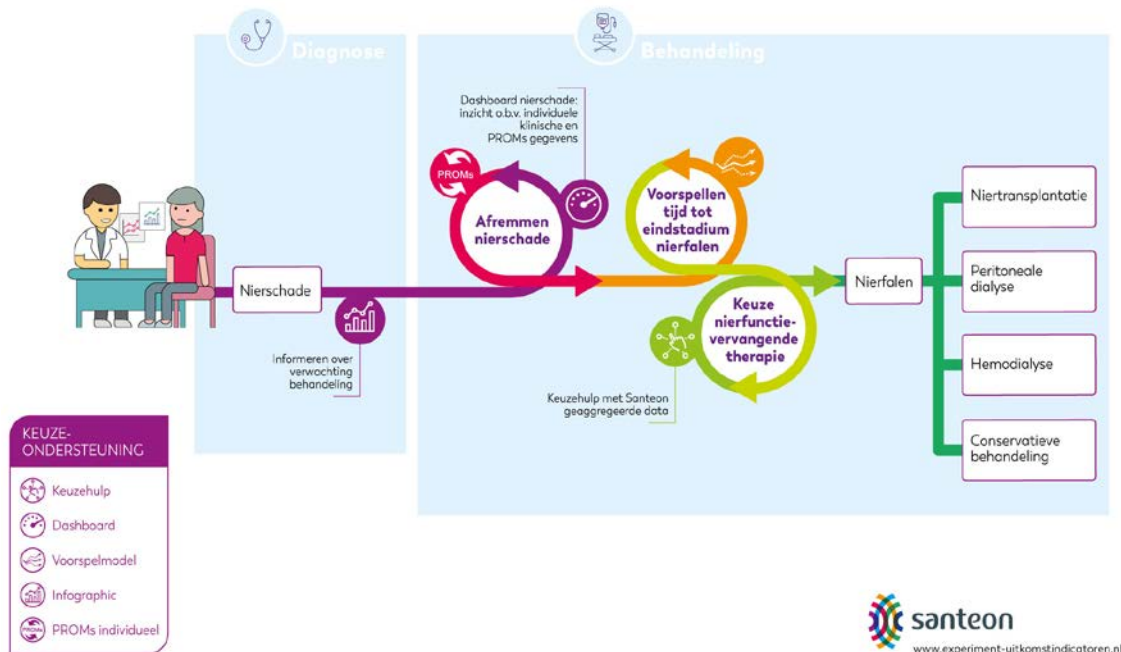 Diagnose
Behandeling
Dashboard nierschade:
inzicht o.b.v. individuele
klinische en
PROMs gegevens
PROMs
Afremmen
nierschade
Voorspellen
tijd tot
eindstadium
nierfalen
Niertransplantatie
Nierschade
Nierfalen
Peritoneale
dialyse
Keuze
nierfunctie-
vervangende
therapie
Informeren over
verwachting
behandeling
Hemodialyse
Keuzehulp met Santeon
geaggregeerde data
Conservatieve
behandeling
KEUZE-
ONDERSTEUNING
Keuzehulp
Dashboard
Voorspelmodel
Infographic
PROMs
PROMs individueel
santeon
www.experiment-uitkomstindicatoren.nl